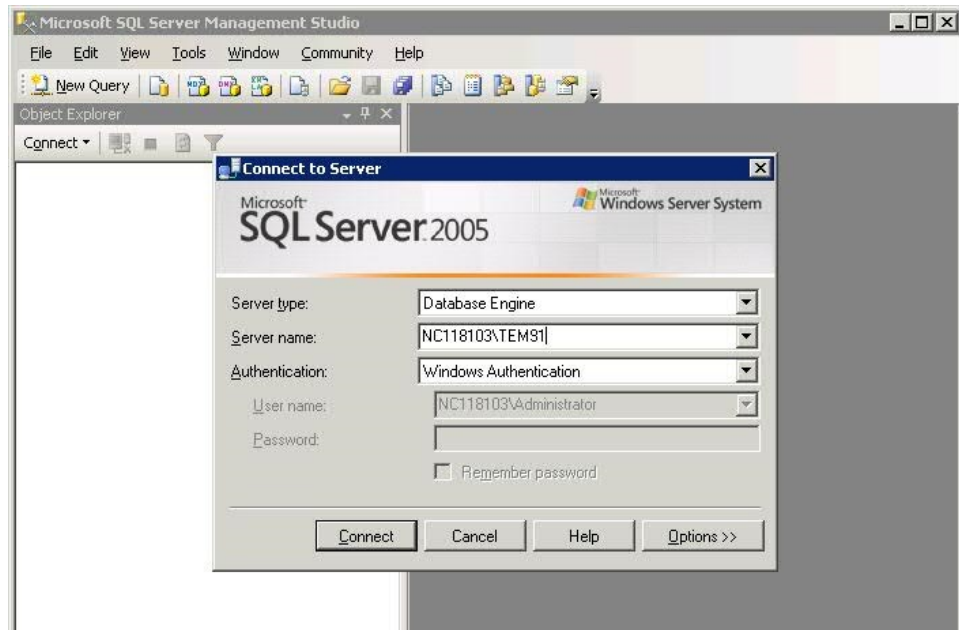 Microsoft SQL Server Management Studio
File Edit View Tools Window Community Help
New Query
Object Explorer
Connect
Connect to Server
Microsoft
SQL Server 2005
Microsoft
Windows Server System
Server type: Database Engine
Server name: NC118103\TEM91
Authentication: Windows Authentication
User name: NC118103\Administrator
Password:
Remember password
Connect Cancel Help Options >>